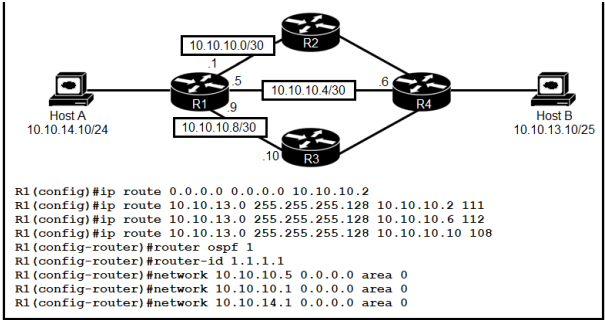 R2
10.10.10.0/30
.1
.5
10.10.10.4/30
.6
R1
R4
Host A
10.10.14.10/24
.9
Host B
10.10.13.10/25
10.10.10.8/30
.10
R3
R1(config)#ip route 0.0.0.0 0.0.0.0 10.10.10.2
R1(config)#ip route 10.10.13.0 255.255.255.128 10.10.10.2 111
R1(config)#ip route 10.10.13.0 255.255.255.128 10.10.10.6 112
R1(config)#ip route 10.10.13.0 255.255.255.128 10.10.10.10 108
R1(config-router)#router ospf 1
R1(config-router)#router-id 1.1.1.1
R1(config-router)#network 10.10.10.5 0.0.0.0 area 0
R1(config-router)#network 10.10.10.1 0.0.0.0 area 0
R1(config-router)#network 10.10.14.1 0.0.0.0 area 0